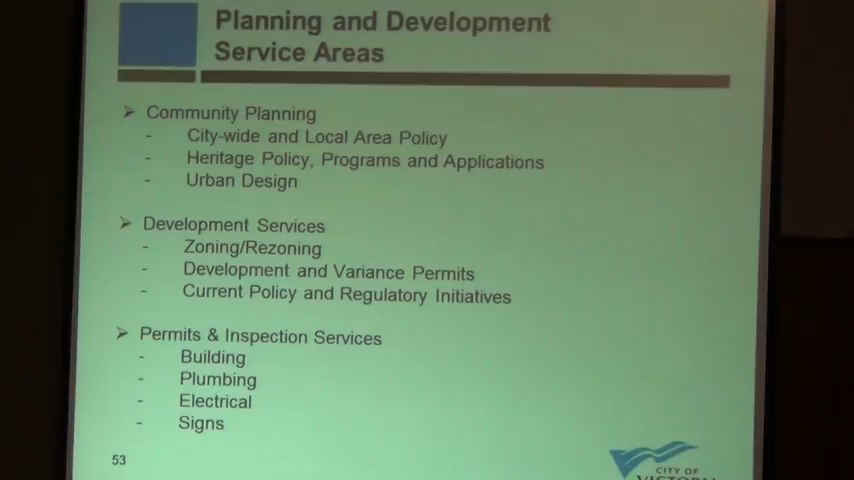 Planning and Development
Service Areas
➢ Community Planning
- City-wide and Local Area Policy
- Heritage Policy, Programs and Applications
- Urban Design
➢ Development Services
- Zoning/Rezoning
- Development and Variance Permits
- Current Policy and Regulatory Initiatives
➢ Permits & Inspection Services
- Building
- Plumbing
- Electrical
- Signs
53
CITY OF